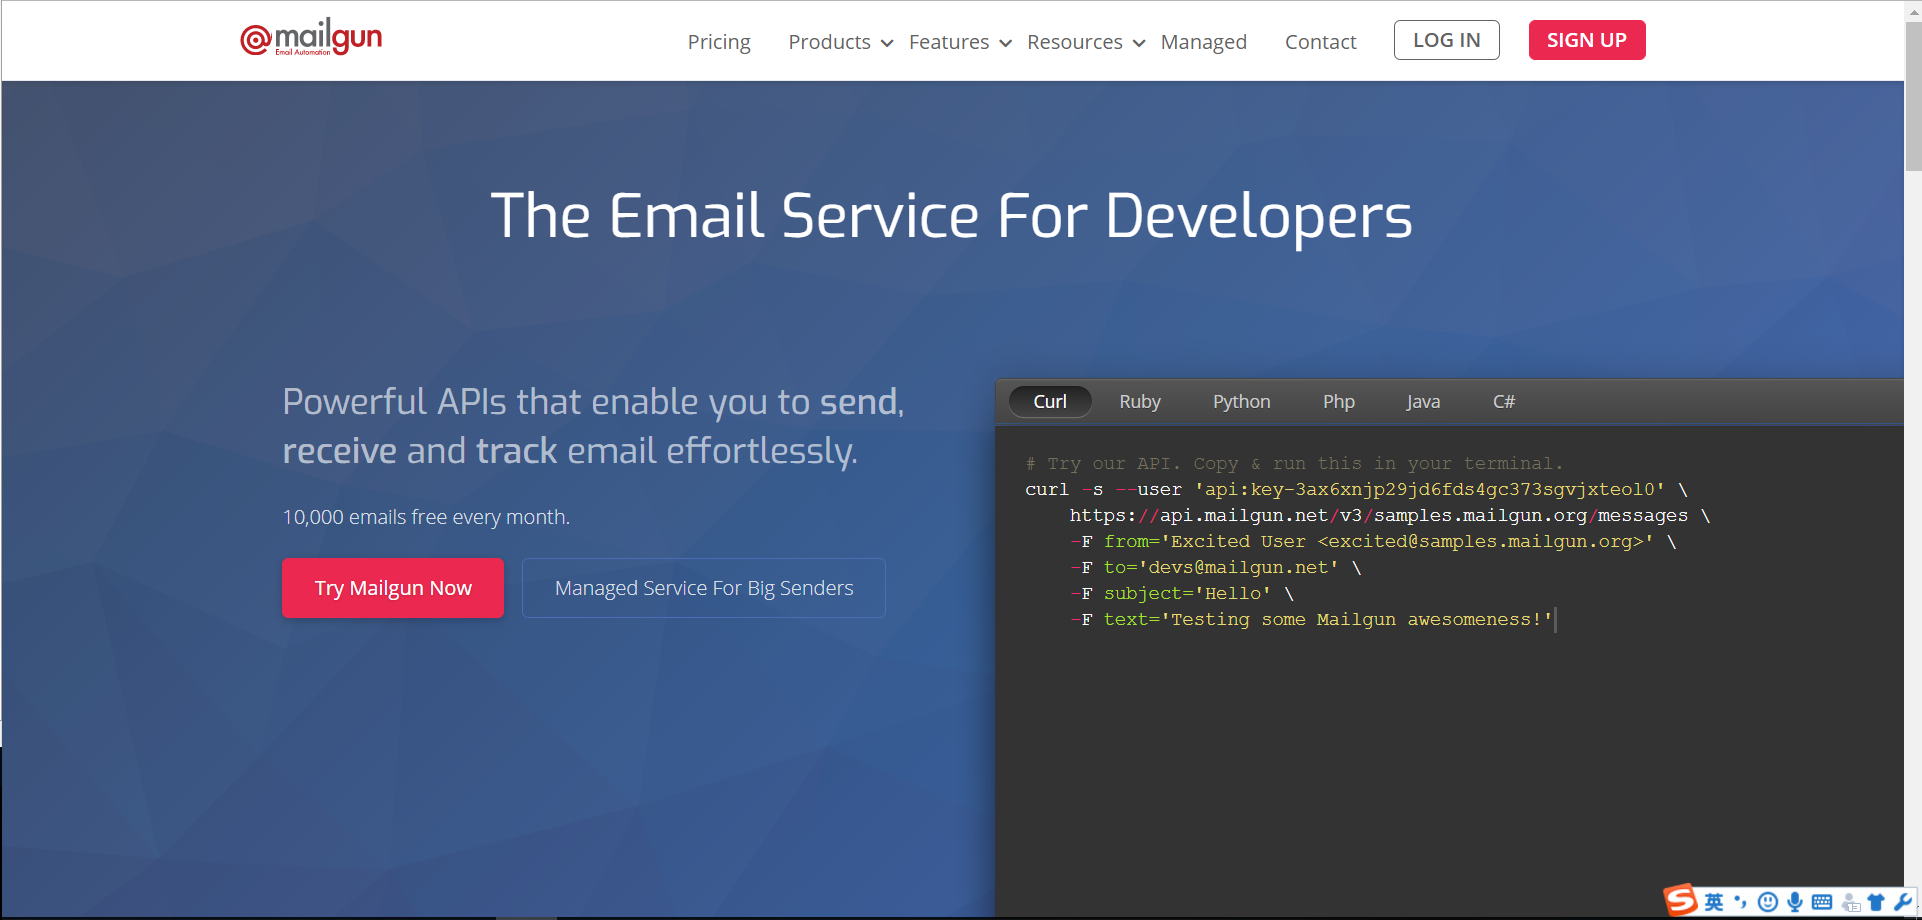 @mailgun
Email Automation
Pricing
Products
Features
Resources
Managed
Contact
LOG IN
SIGN UP
The Email Service For Developers
Powerful APIs that enable you to send,
receive and track email effortlessly.
10,000 emails free every month.
Try Mailgun Now
Managed Service For Big Senders
Curl
Ruby
Python
Php
Java
C#
# Try our API. Copy & run this in your terminal.
curl -s --user 'api:key-3ax6xnjp29jd6fds4gc373sgvjxteol0' \
https://api.mailgun.net/v3/samples.mailgun.org/messages \
-F from='Excited User <excited@samples.mailgun.org>' \
-F to='devs@mailgun.net' \
-F subject='Hello' \
-F text='Testing some Mailgun awesomeness!'
S
英